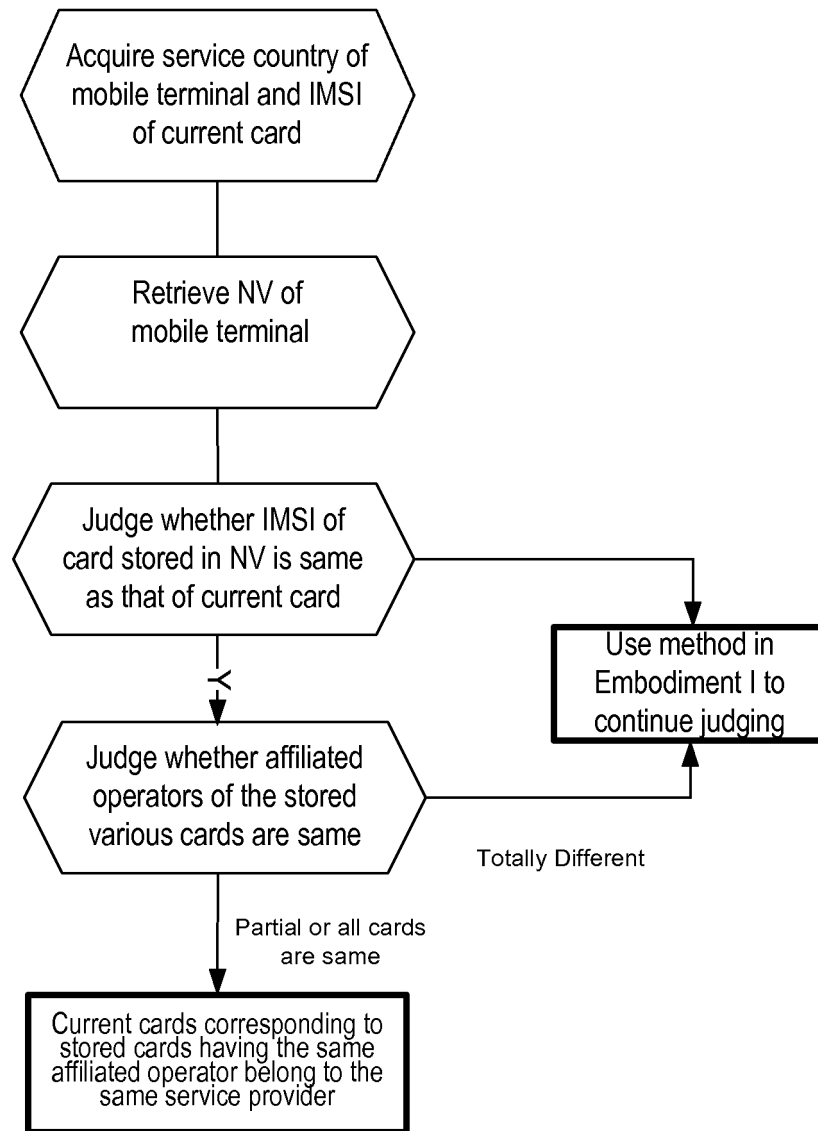 Acquire service country of
mobile terminal and IMSI
of current card
Retrieve NV of
mobile terminal
Judge whether IMSI of
card stored in NV is same
as that of current card
Use method in
Embodiment I to
continue judging
Y
Judge whether affiliated
operators of the stored
various cards are same
Totally Different
Partial or all cards
are same
Current cards corresponding to
stored cards having the same
affiliated operator belong to the
same service provider